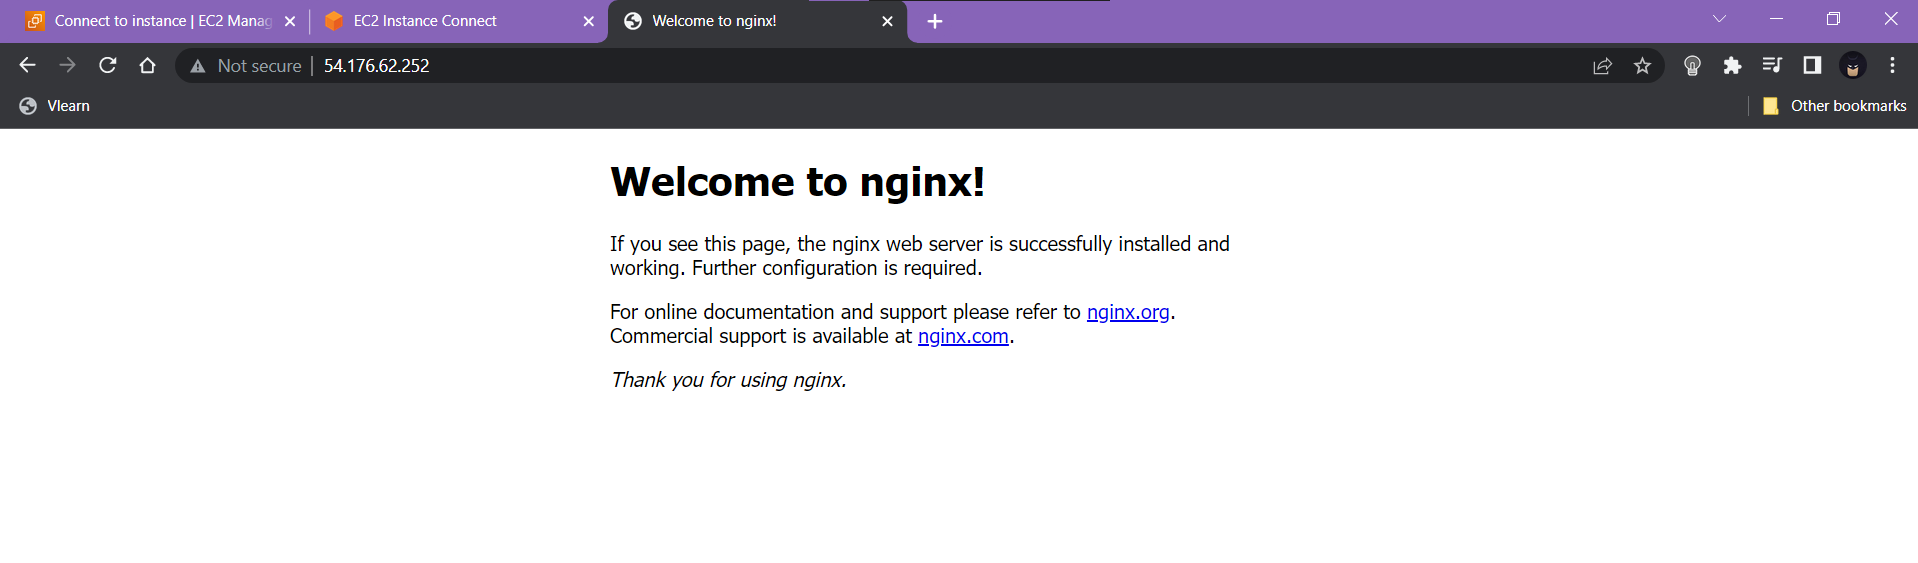 Connect to instance | EC2 Manag
EC2 Instance Connect
Welcome to nginx!
Not secure
54.176.62.252
Vlearn
Other bookmarks
Welcome to nginx!
If you see this page, the nginx web server is successfully installed and
working. Further configuration is required.
For online documentation and support please refer to nginx.org.
Commercial support is available at nginx.com.
Thank you for using nginx.